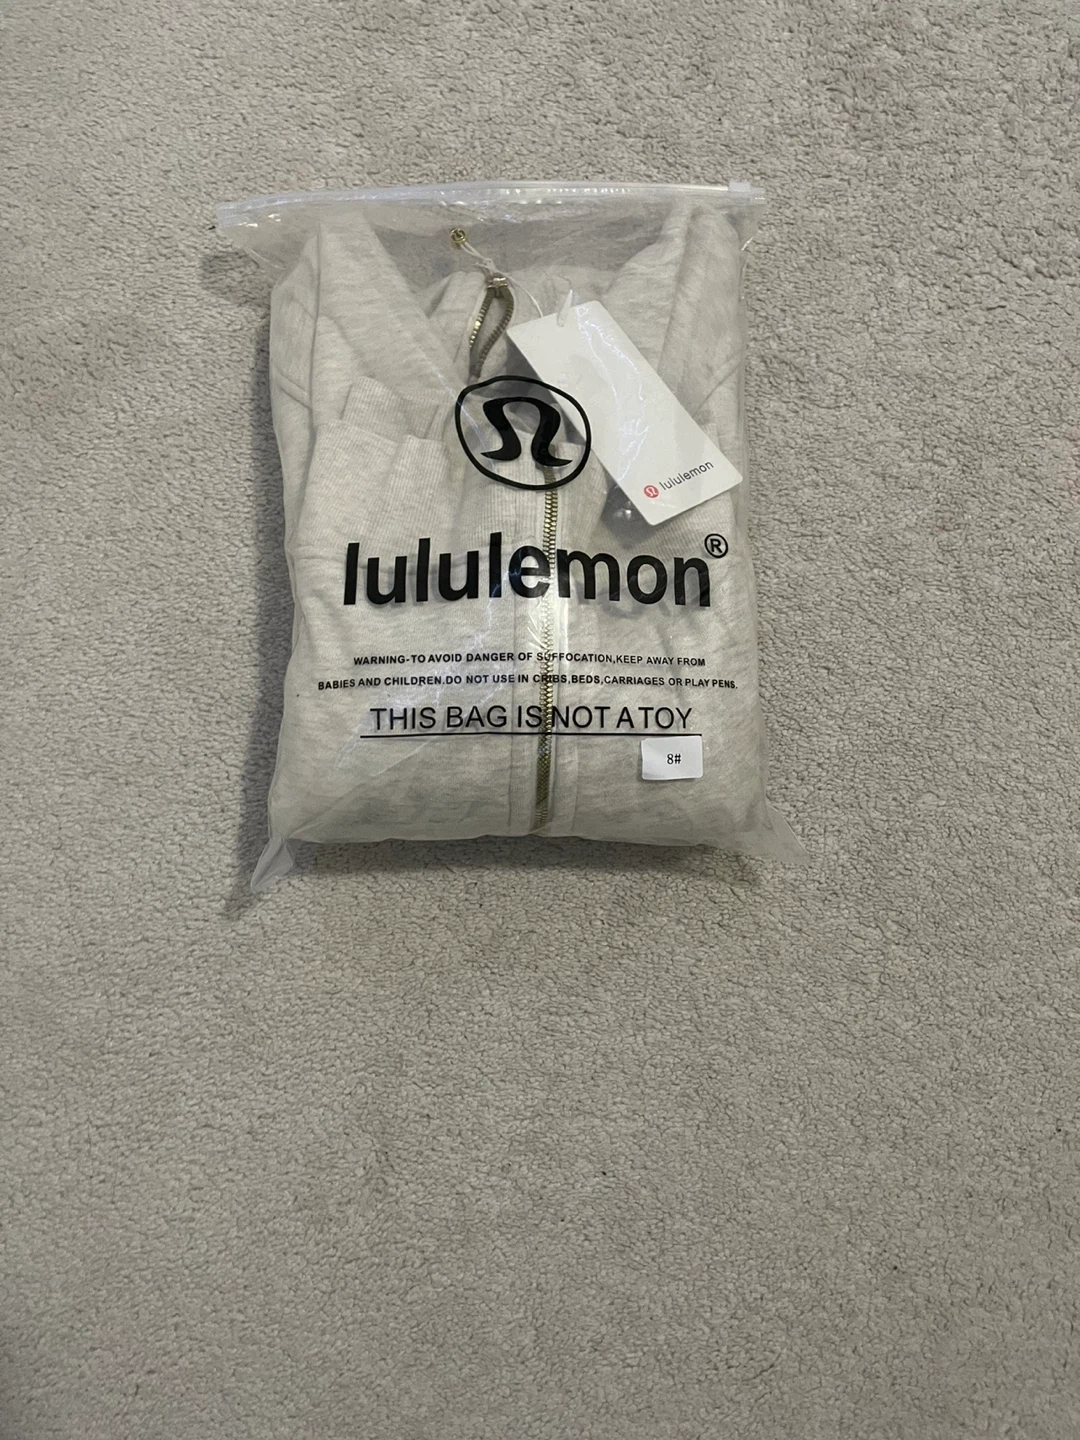 lululemon
lululemon®
WARNING-TO AVOID DANGER OF SUFFOCATION,KEEP AWAY FROM
BABIES AND CHILDREN.DO NOT USE IN CRIBS,BEDS,CARRIAGES OR PLAY PENS.
THIS BAG IS NOT A TOY
8#